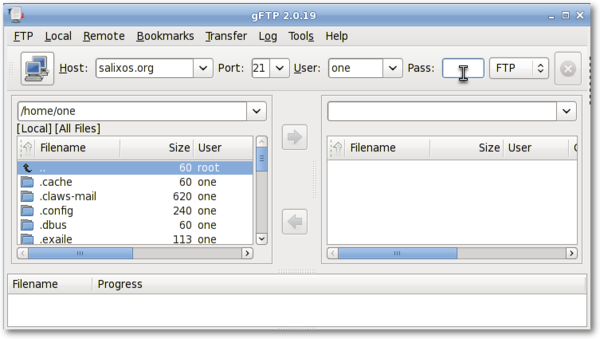 gFTP 2.0.19
FTP Local Remote Bookmarks Transfer Log Tools Help
Host: salixos.org Port: 21 User: one Pass: FTP
/home/one
[Local] [All Files]
Filename Size User
.. 60 root
.cache 60 one
.claws-mail 620 one
.config 240 one
.dbus 60 one
.exaile 113 one
Filename Size User
Filename Progress